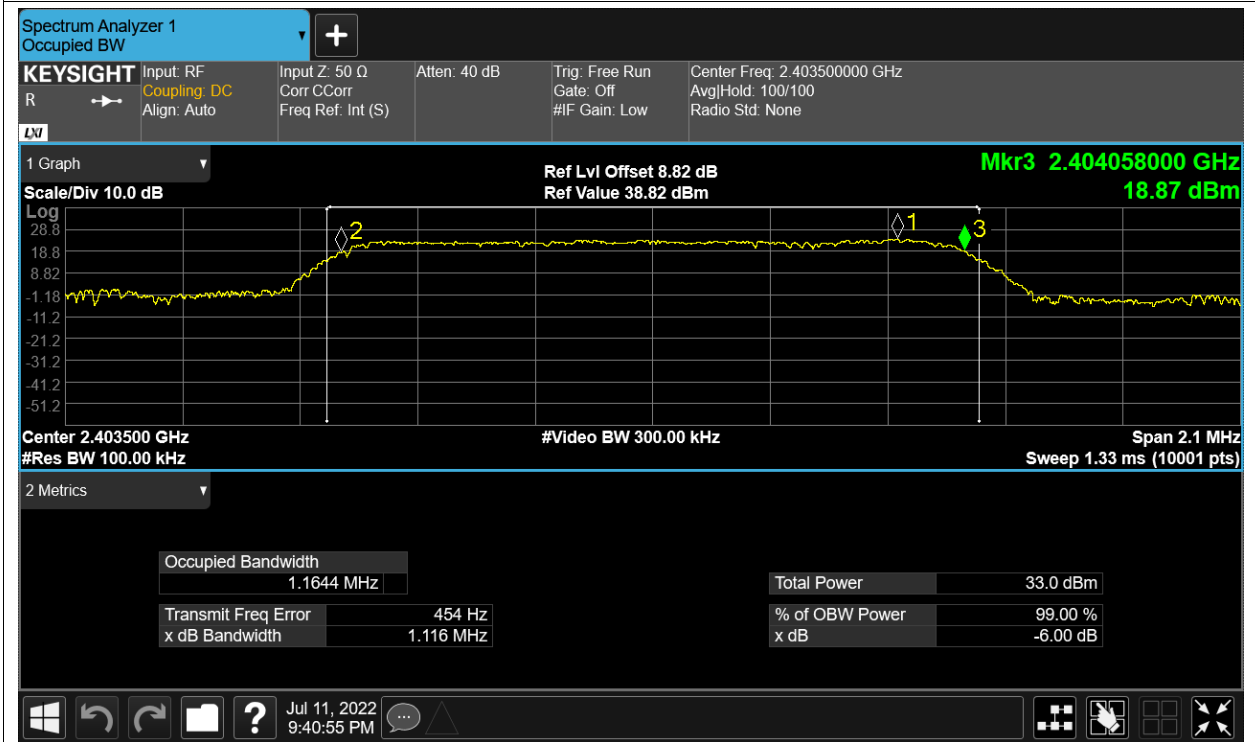 Spectrum Analyzer 1
Occupied BW
+
KEYSIGHT
R
LXI
Input: RF
Coupling: DC
Align: Auto
Input Z: 50 Ω
Corr CCorr
Freq Ref: Int (S)
Atten: 40 dB
Trig: Free Run
Gate: Off
#IF Gain: Low
Center Freq: 2.403500000 GHz
Avg|Hold: 100/100
Radio Std: None
1 Graph
Scale/Div 10.0 dB
Ref Lvl Offset 8.82 dB
Ref Value 38.82 dBm
Mkr3 2.404058000 GHz
18.87 dBm
Log
28.8
18.8
8.82
-1.18
-11.2
-21.2
-31.2
-41.2
-51.2
2
1
3
Center 2.403500 GHz
#Video BW 300.00 kHz
Span 2.1 MHz
#Res BW 100.00 kHz
Sweep 1.33 ms (10001 pts)
2 Metrics
Occupied Bandwidth
1.1644 MHz
Transmit Freq Error 454 Hz
x dB Bandwidth 1.116 MHz
Total Power 33.0 dBm
% of OBW Power 99.00 %
x dB -6.00 dB
?
Jul 11, 2022
9:40:55 PM